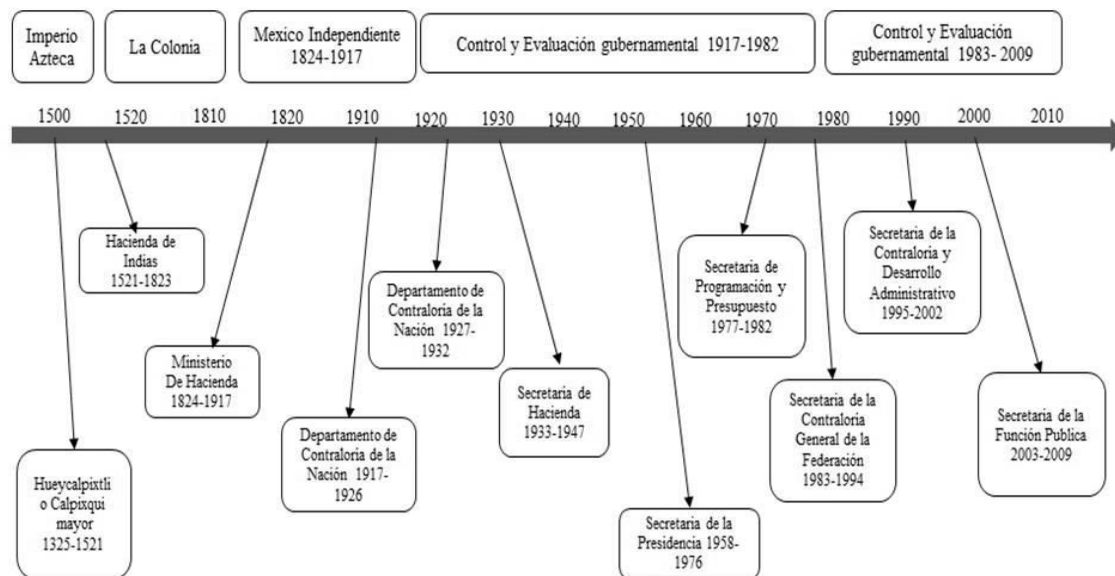 Imperio
Azteca
La Colonia
Mexico Independiente
1824-1917
Control y Evaluación gubernamental 1917-1982
Control y Evaluación
gubernamental 1983- 2009
1500
1520
1810
1820
1910
1920
1930
1940
1950
1960
1970
1980
1990
2000
2010
Hacienda de
Indias
1521-1823
Ministerio
De Hacienda
1824-1917
Hueycalpixtli
o Calpixqui
mayor
1325-1521
Departamento de
Contraloria de la
Nación 1917-
1926
Departamento de
Contraloria de la
Nación 1927-
1932
Secretaria de
Hacienda
1933-1947
Secretaria de la
Presidencia 1958-
1976
Secretaria de
Programación y
Presupuesto
1977-1982
Secretaria de la
Contraloria
General de la
Federación
1983-1994
Secretaria de la
Contraloria y
Desarrollo
Administrativo
1995-2002
Secretaria de la
Función Publica
2003-2009